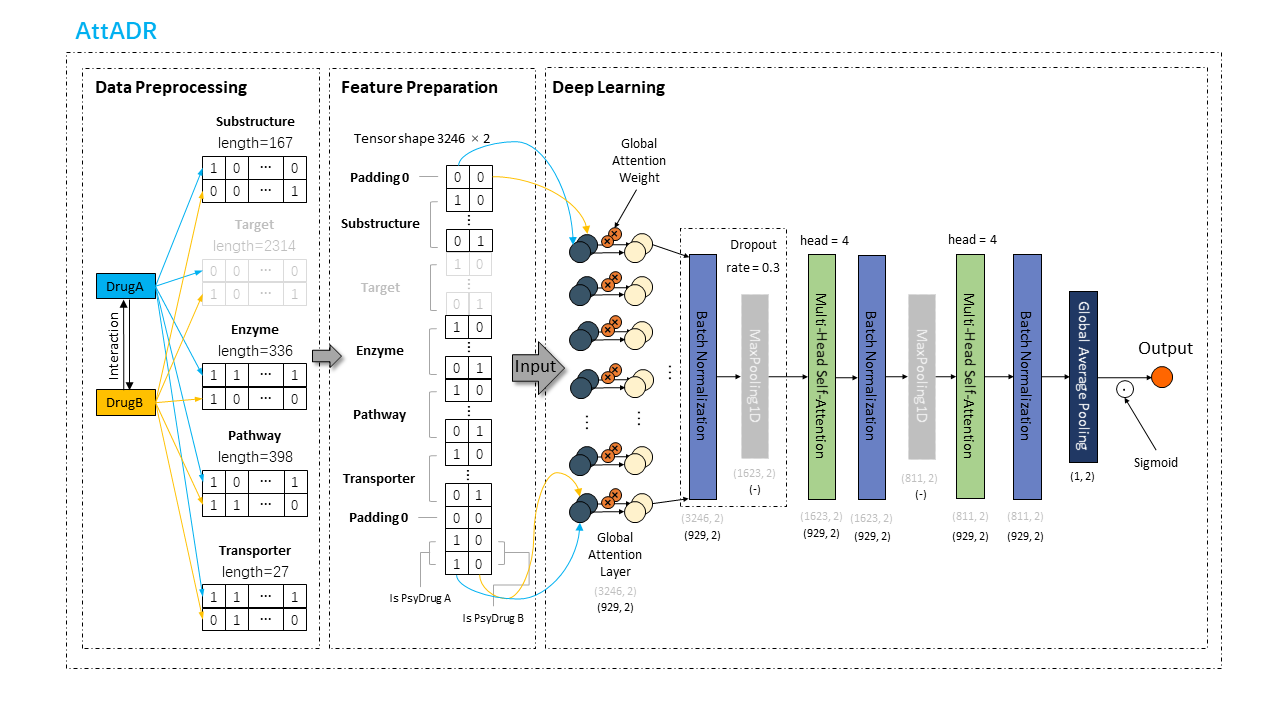 AttADR
Data Preprocessing
Substructure
length=167
1 0 ··· 0
0 0 ··· 1
Target
length=2314
0 0 ··· 0
1 0 ··· 1
DrugA
Interaction
DrugB
Enzyme
length=336
1 1 ··· 1
1 0 ··· 0
Pathway
length=398
1 0 ··· 1
1 1 ··· 0
Transporter
length=27
1 1 ··· 1
0 1 ··· 0
Feature Preparation
Tensor shape 3246 × 2
Padding 0
0 0
Substructure
1 0
⋮
0 1
Target
1 0
⋮
0 1
Enzyme
1 0
⋮
0 1
Pathway
1 0
⋮
0 1
Transporter
1 0
⋮
0 1
Padding 0
0 0
1 0
1 0
Is PsyDrug A
Is PsyDrug B
Input
Deep Learning
Global
Attention
Weight
⋮
⋮
⋮
Global
Attention
Layer
(3246, 2)
(929, 2)
Dropout
rate = 0.3
Batch Normalization
(3246, 2)
(929, 2)
MaxPooling1D
(1623, 2)
(-)
head = 4
Multi-Head Self-Attention
(1623, 2)
(929, 2)
Batch Normalization
(1623, 2)
(929, 2)
MaxPooling1D
(811, 2)
(-)
head = 4
Multi-Head Self-Attention
(811, 2)
(929, 2)
Batch Normalization
(811, 2)
(929, 2)
Global Average Pooling
(1, 2)
Sigmoid
Output